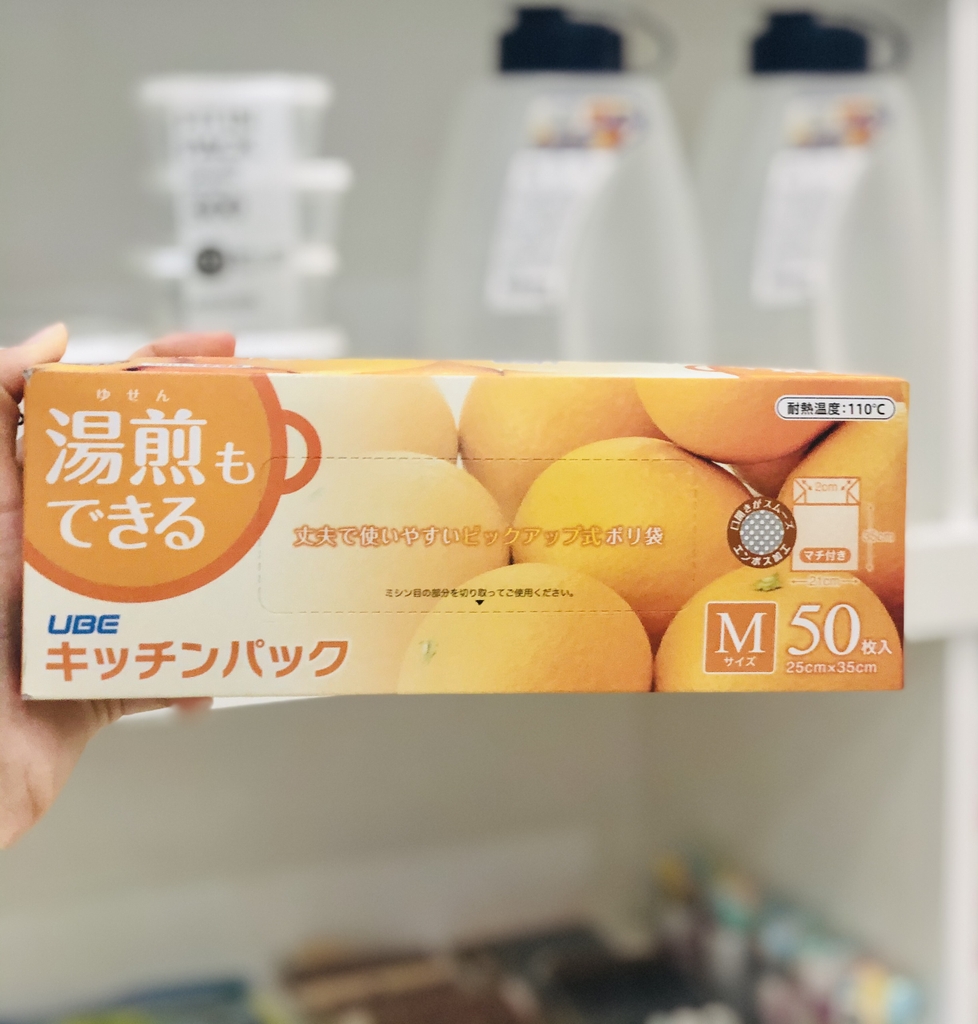 ゆせん
湯煎も
できる
耐熱温度:110℃
丈夫で使いやすいピックアップ式ポリ袋
ミシン目の部分を切り取ってご使用ください。
口開きがスムーズ
エンボス加工
2cm
マチ付き
21cm
UBE
キッチンパック
M
サイズ
50枚入
25cm×35cm